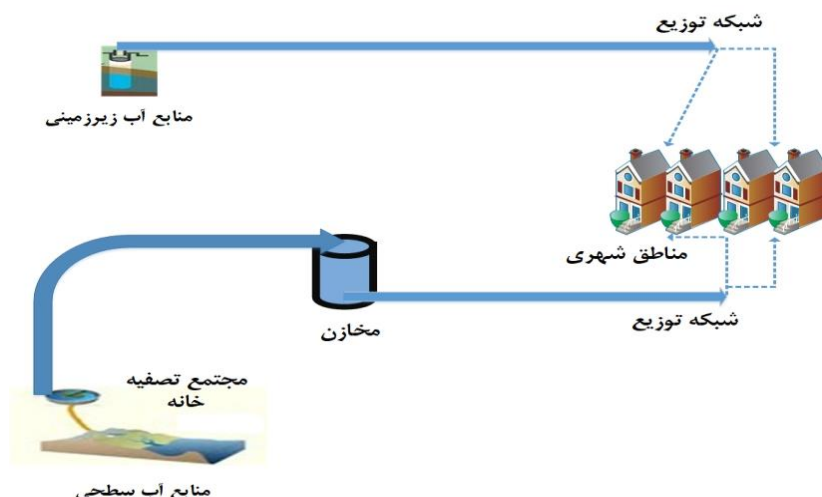 شبکه توزیع
منابع آب زیرزمینی
مناطق شهری
مخازن
شبکه توزیع
مجتمع تصفیه
خانه
منابع آب سطحی